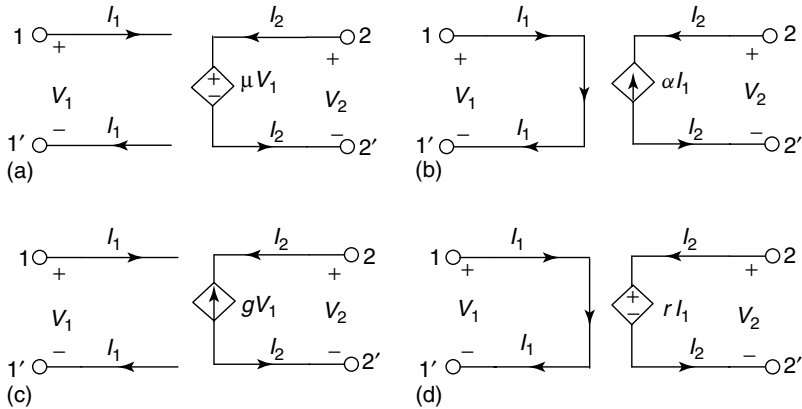 I₁ I₂
1 + + − μV₁ + 2
V₁ V₂
1′ − I₁ I₂ − 2′
(a)
I₁ I₂
1 + αI₁ + 2
V₁ V₂
1′ − I₁ I₂ − 2′
(b)
I₁ I₂
1 + gV₁ + 2
V₁ V₂
1′ − I₁ I₂ − 2′
(c)
I₁ I₂
1 + + − rI₁ + 2
V₁ V₂
1′ − I₁ I₂ − 2′
(d)